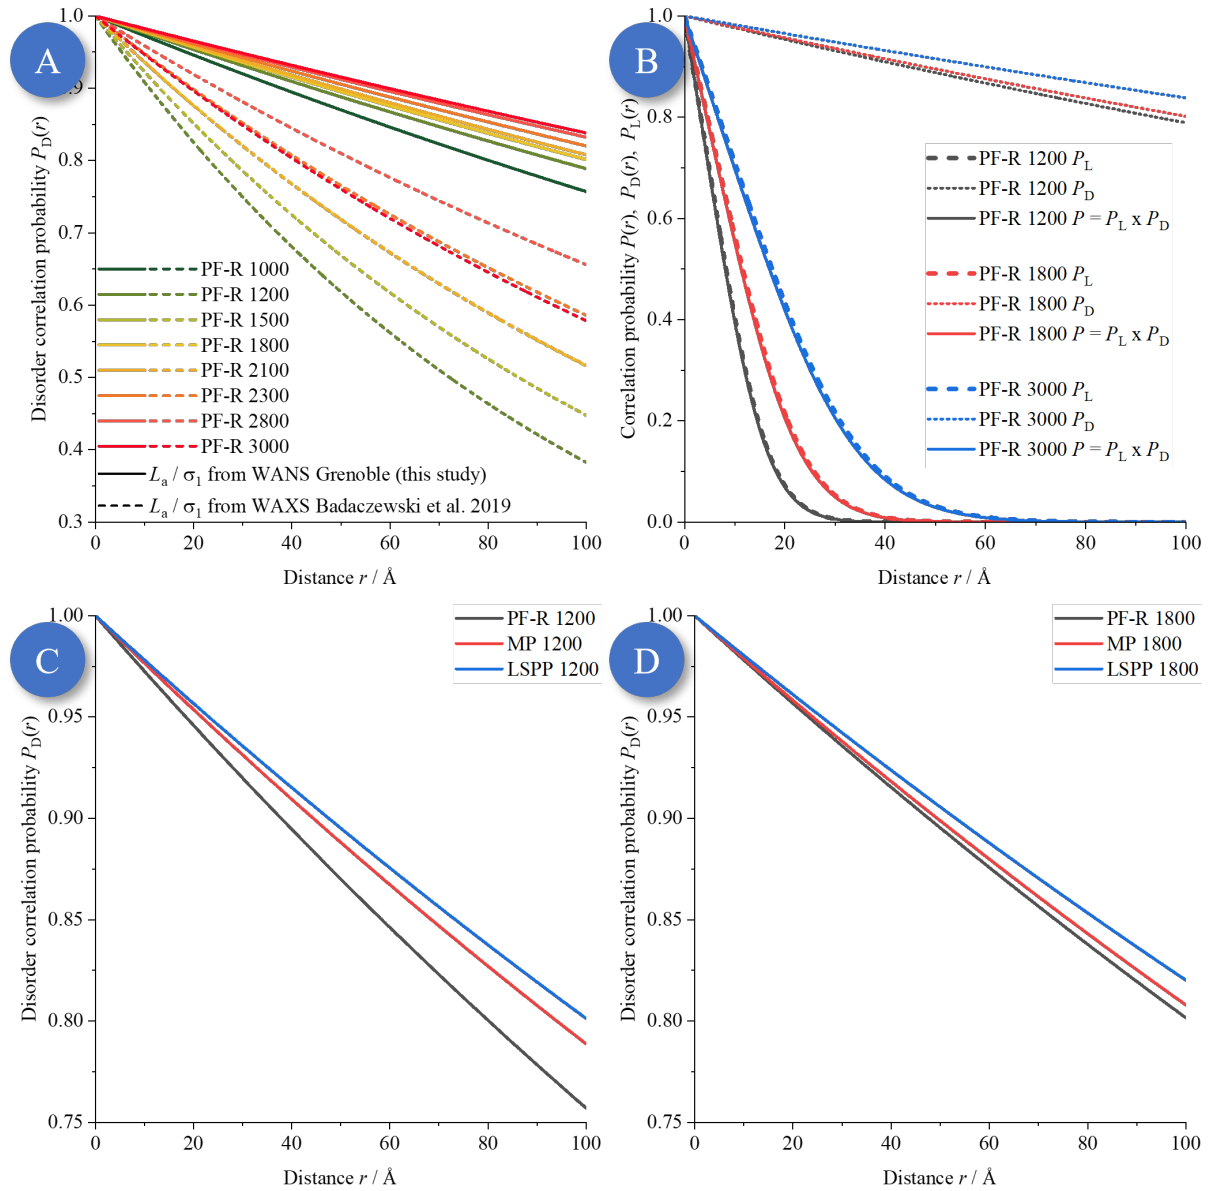 A
Disorder correlation probability P_D(r)
1.0
0.9
0.8
0.7
0.6
0.5
0.4
0.3
PF-R 1000
PF-R 1200
PF-R 1500
PF-R 1800
PF-R 2100
PF-R 2300
PF-R 2800
PF-R 3000
L_a / σ_1 from WANS Grenoble (this study)
L_a / σ_1 from WAXS Badaczewski et al. 2019
0 20 40 60 80 100
Distance r / Å
B
Correlation probability P(r), P_D(r), P_L(r)
1.0
0.8
0.6
0.4
0.2
0.0
PF-R 1200 P_L
PF-R 1200 P_D
PF-R 1200 P = P_L x P_D
PF-R 1800 P_L
PF-R 1800 P_D
PF-R 1800 P = P_L x P_D
PF-R 3000 P_L
PF-R 3000 P_D
PF-R 3000 P = P_L x P_D
0 20 40 60 80 100
Distance r / Å
C
Disorder correlation probability P_D(r)
1.00
0.95
0.90
0.85
0.80
0.75
PF-R 1200
MP 1200
LSPP 1200
0 20 40 60 80 100
Distance r / Å
D
Disorder correlation probability P_D(r)
1.00
0.95
0.90
0.85
0.80
0.75
PF-R 1800
MP 1800
LSPP 1800
0 20 40 60 80 100
Distance r / Å